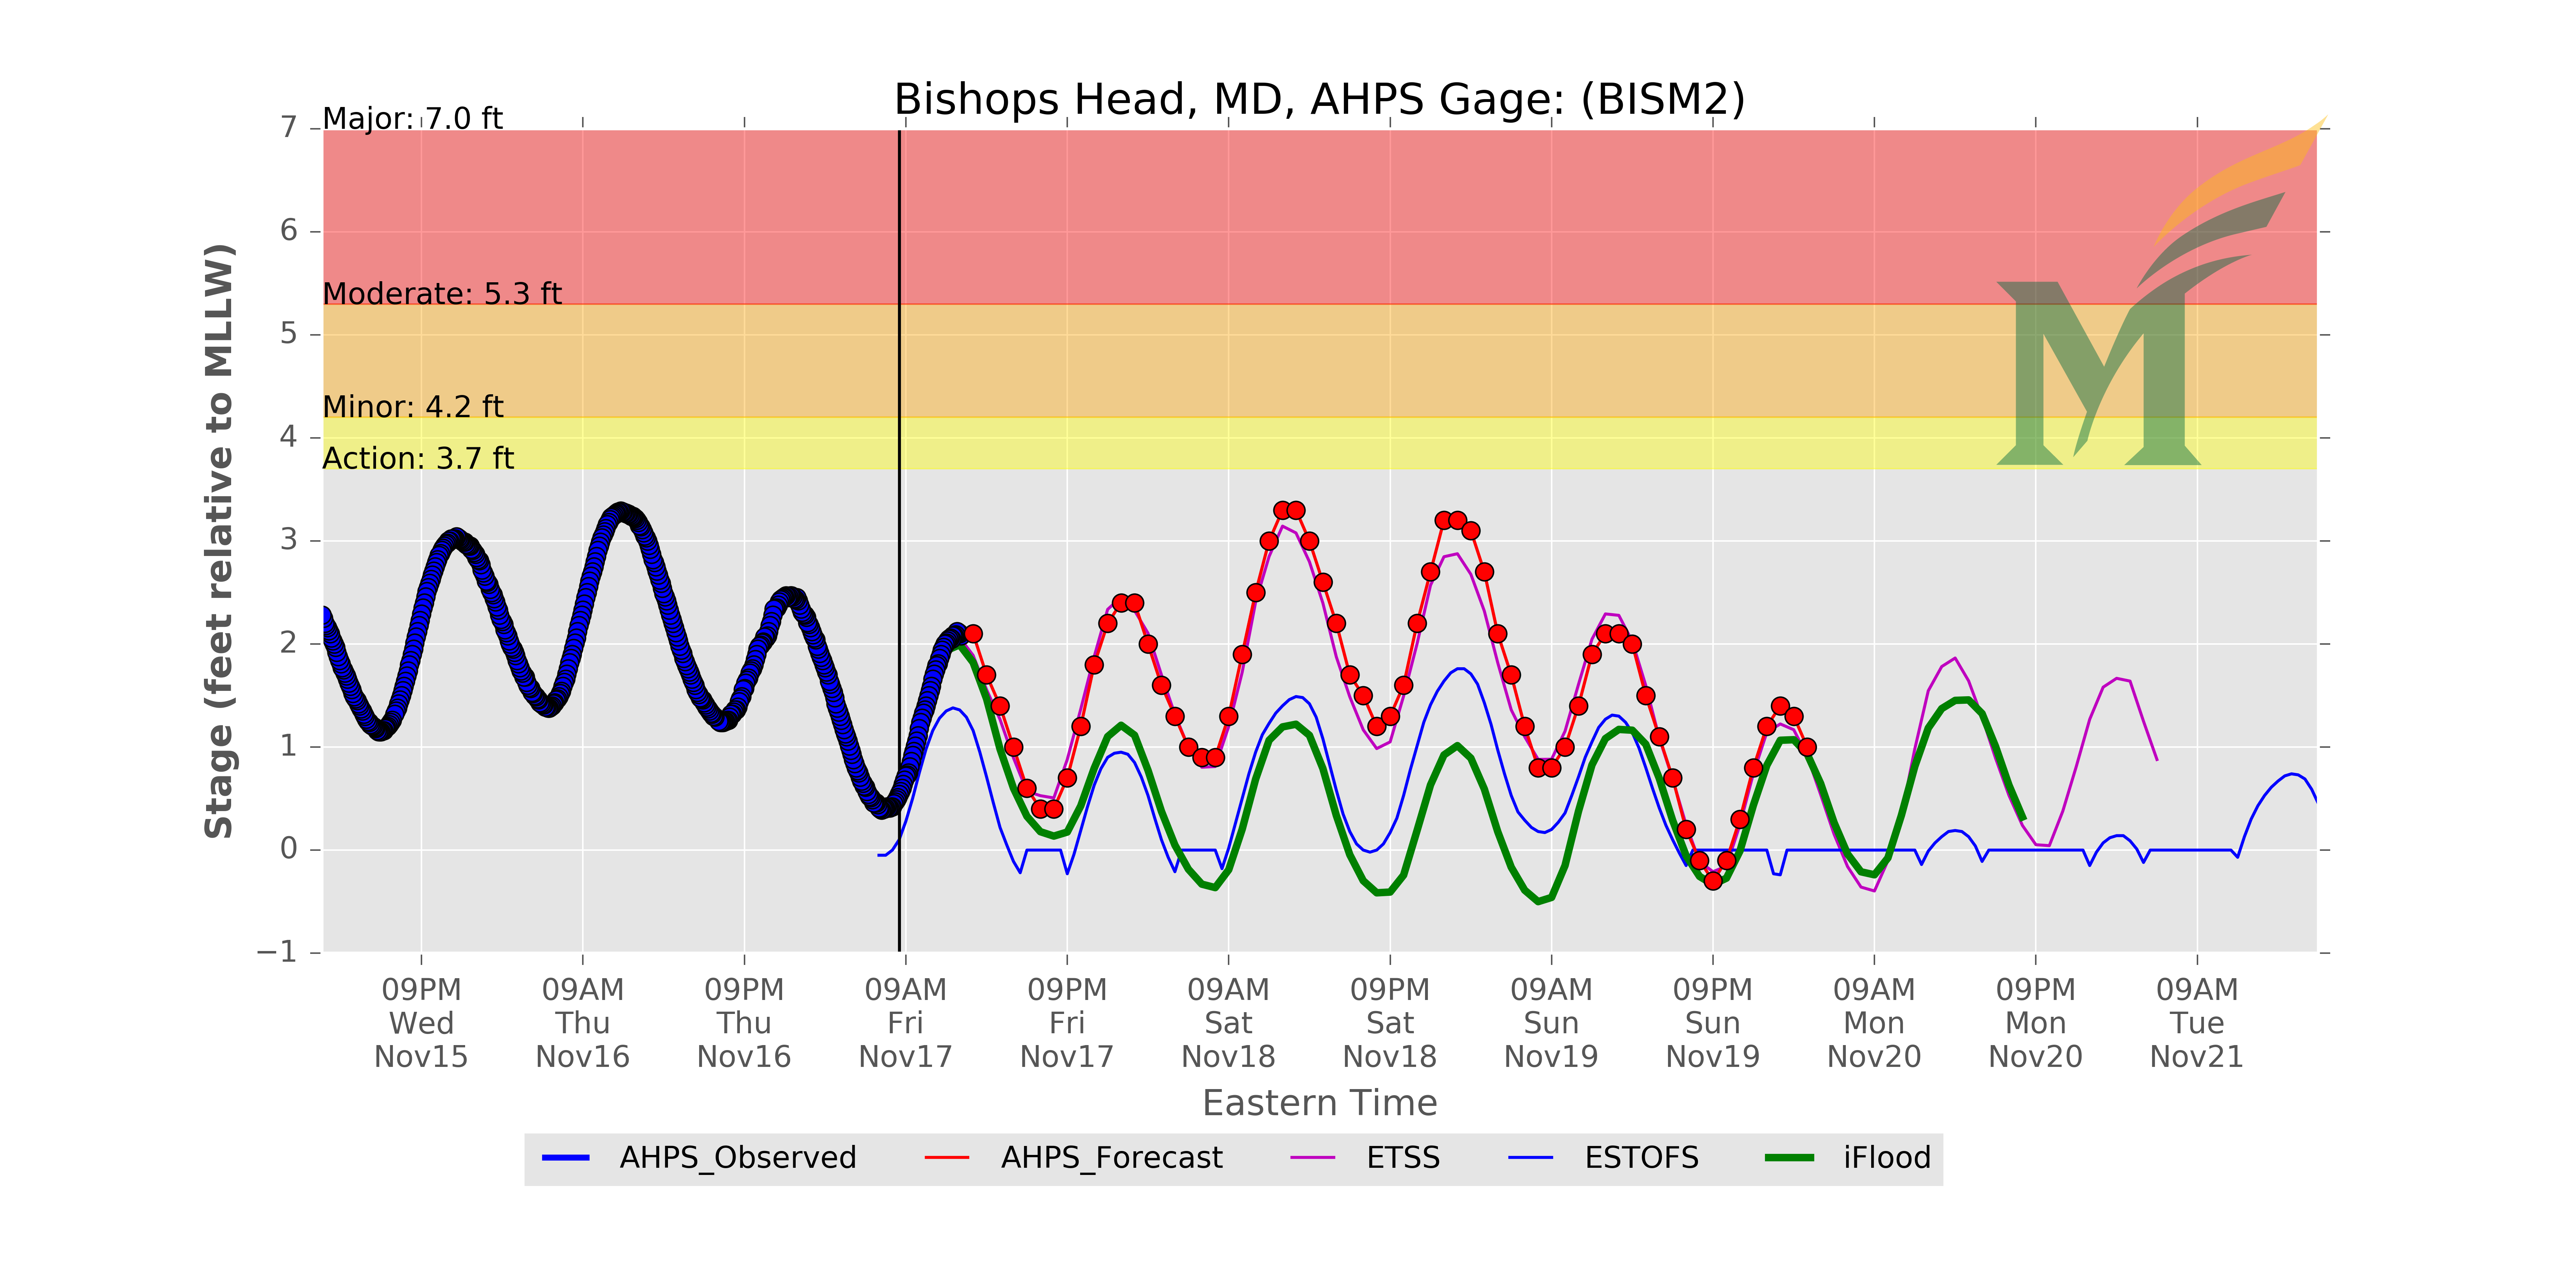 Bishops Head, MD, AHPS Gage: (BISM2)
Major: 7.0 ft
Moderate: 5.3 ft
Minor: 4.2 ft
Action: 3.7 ft
Stage (feet relative to MLLW)
7
6
5
4
3
2
1
0
−1
09PM 09AM 09PM 09AM 09PM 09AM 09PM 09AM 09PM 09AM 09PM 09AM
Wed Thu Thu Fri Fri Sat Sat Sun Sun Mon Mon Tue
Nov15 Nov16 Nov16 Nov17 Nov17 Nov18 Nov18 Nov19 Nov19 Nov20 Nov20 Nov21
Eastern Time
AHPS_Observed AHPS_Forecast ETSS ESTOFS iFlood
M